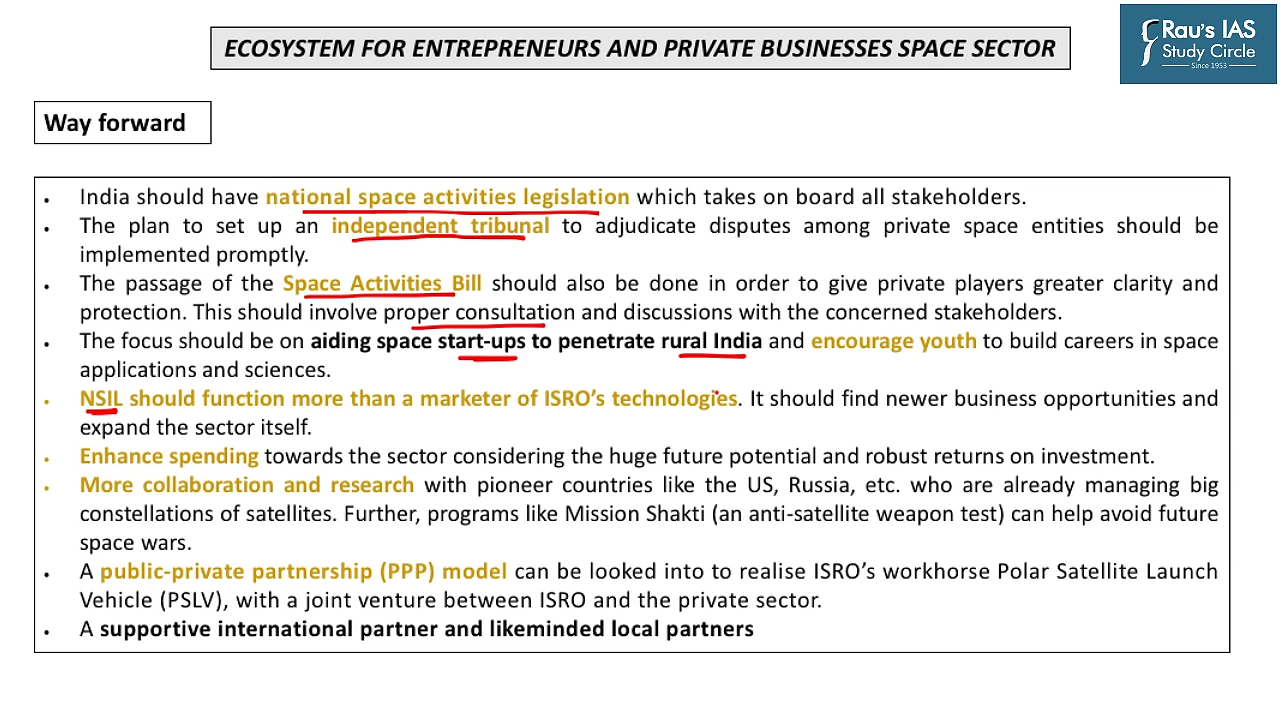 ECOSYSTEM FOR ENTREPRENEURS AND PRIVATE BUSINESSES SPACE SECTOR
Rau's IAS
Study Circle
Since 1953
Way forward
• India should have national space activities legislation which takes on board all stakeholders.
• The plan to set up an independent tribunal to adjudicate disputes among private space entities should be
implemented promptly.
• The passage of the Space Activities Bill should also be done in order to give private players greater clarity and
protection. This should involve proper consultation and discussions with the concerned stakeholders.
• The focus should be on aiding space start-ups to penetrate rural India and encourage youth to build careers in space
applications and sciences.
• NSIL should function more than a marketer of ISRO’s technologies. It should find newer business opportunities and
expand the sector itself.
• Enhance spending towards the sector considering the huge future potential and robust returns on investment.
• More collaboration and research with pioneer countries like the US, Russia, etc. who are already managing big
constellations of satellites. Further, programs like Mission Shakti (an anti-satellite weapon test) can help avoid future
space wars.
• A public-private partnership (PPP) model can be looked into to realise ISRO’s workhorse Polar Satellite Launch
Vehicle (PSLV), with a joint venture between ISRO and the private sector.
• A supportive international partner and likeminded local partners